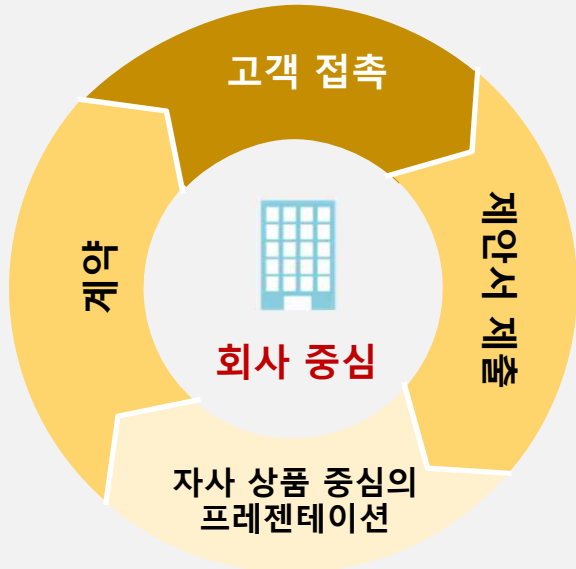 고객 접촉
제안서 제출
회사 중심
계약
자사 상품 중심의
프레젠테이션